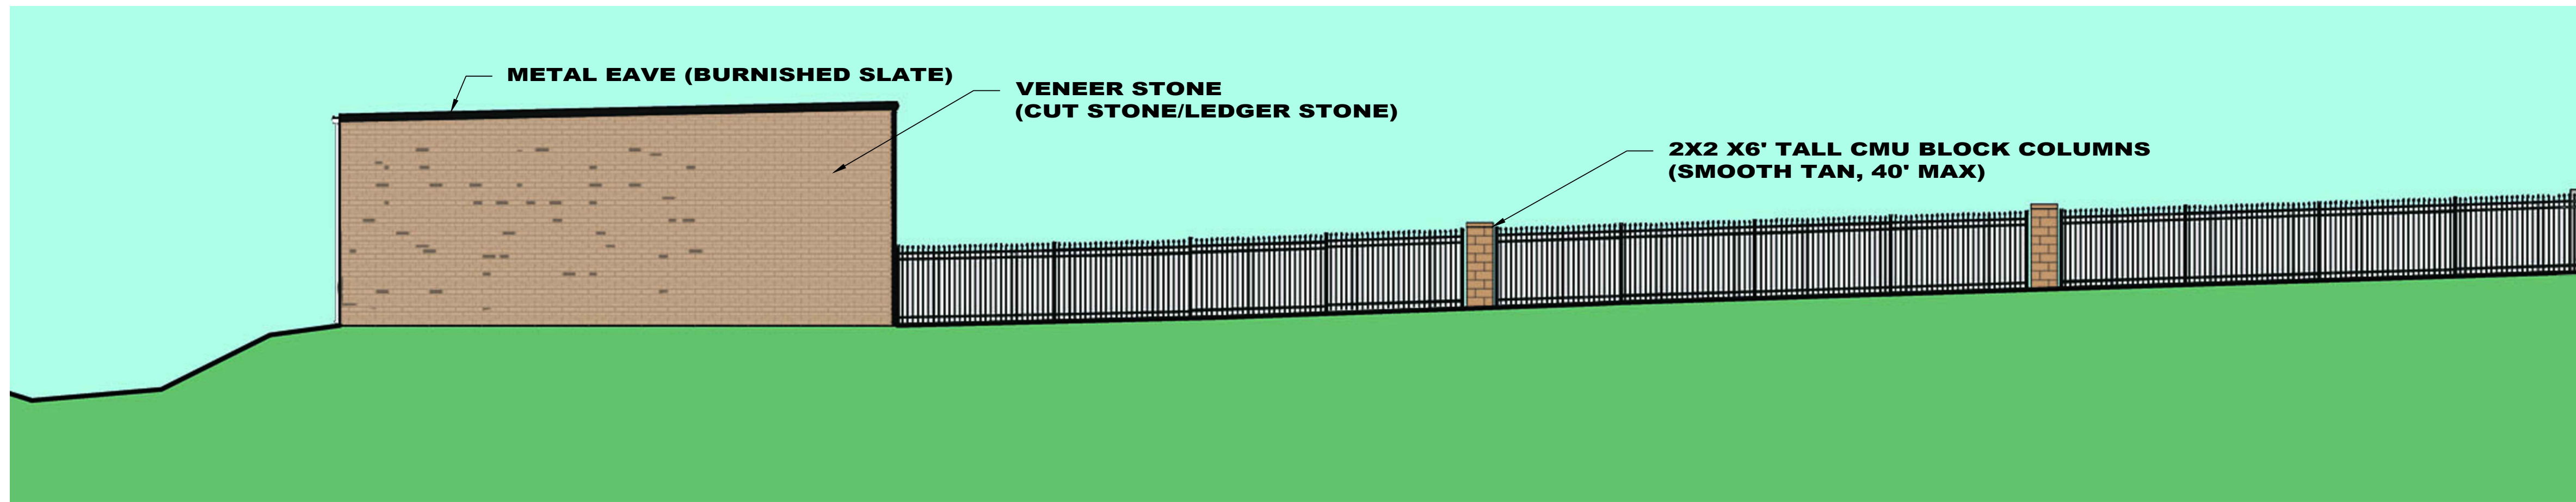 METAL EAVE (BURNISHED SLATE)
VENEER STONE
(CUT STONE/LEDGER STONE)
2X2 X6' TALL CMU BLOCK COLUMNS
(SMOOTH TAN, 40' MAX)